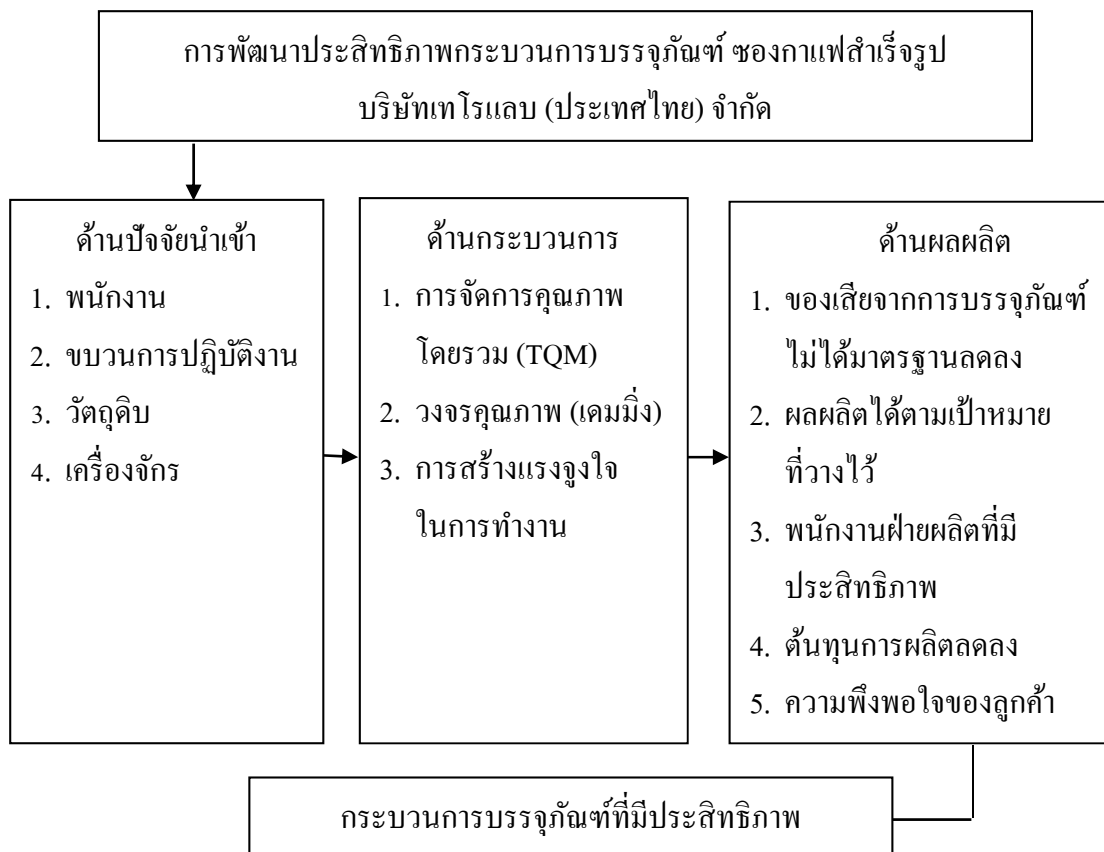 การพัฒนาประสิทธิภาพกระบวนการบรรจุภัณฑ์ ซองกาแฟสำเร็จรูป
บริษัทเทโรแลบ (ประเทศไทย) จำกัด
ด้านปัจจัยนำเข้า
1. พนักงาน
2. ขบวนการปฏิบัติงาน
3. วัตถุดิบ
4. เครื่องจักร
ด้านกระบวนการ
1. การจัดการคุณภาพ
โดยรวม (TQM)
2. วงจรคุณภาพ (เดมมิ่ง)
3. การสร้างแรงจูงใจ
ในการทำงาน
ด้านผลผลิต
1. ของเสียจากการบรรจุภัณฑ์
ไม่ได้มาตรฐานลดลง
2. ผลผลิตได้ตามเป้าหมาย
ที่วางไว้
3. พนักงานฝ่ายผลิตที่มี
ประสิทธิภาพ
4. ต้นทุนการผลิตลดลง
5. ความพึงพอใจของลูกค้า
กระบวนการบรรจุภัณฑ์ที่มีประสิทธิภาพ